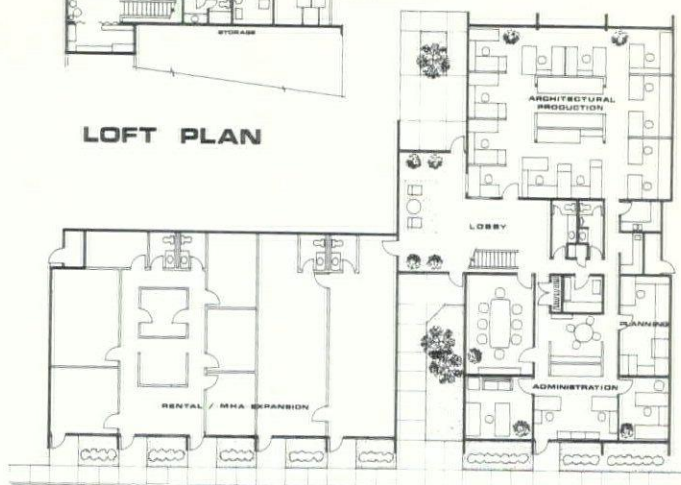 STORAGE
LOFT PLAN
ARCHITECTURAL
PRODUCTION
LOBBY
PLANNING
ADMINISTRATION
RENTAL / MHA EXPANSION